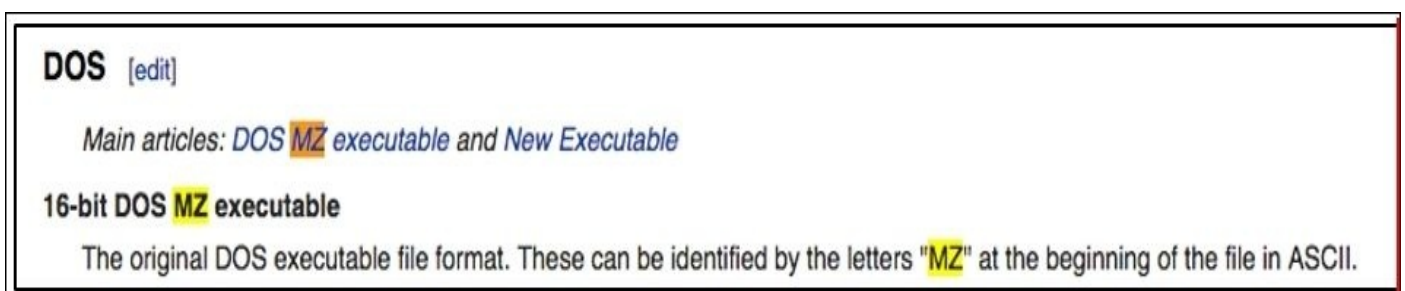 DOS [edit]
Main articles: DOS MZ executable and New Executable
16-bit DOS MZ executable
The original DOS executable file format. These can be identified by the letters "MZ" at the beginning of the file in ASCII.